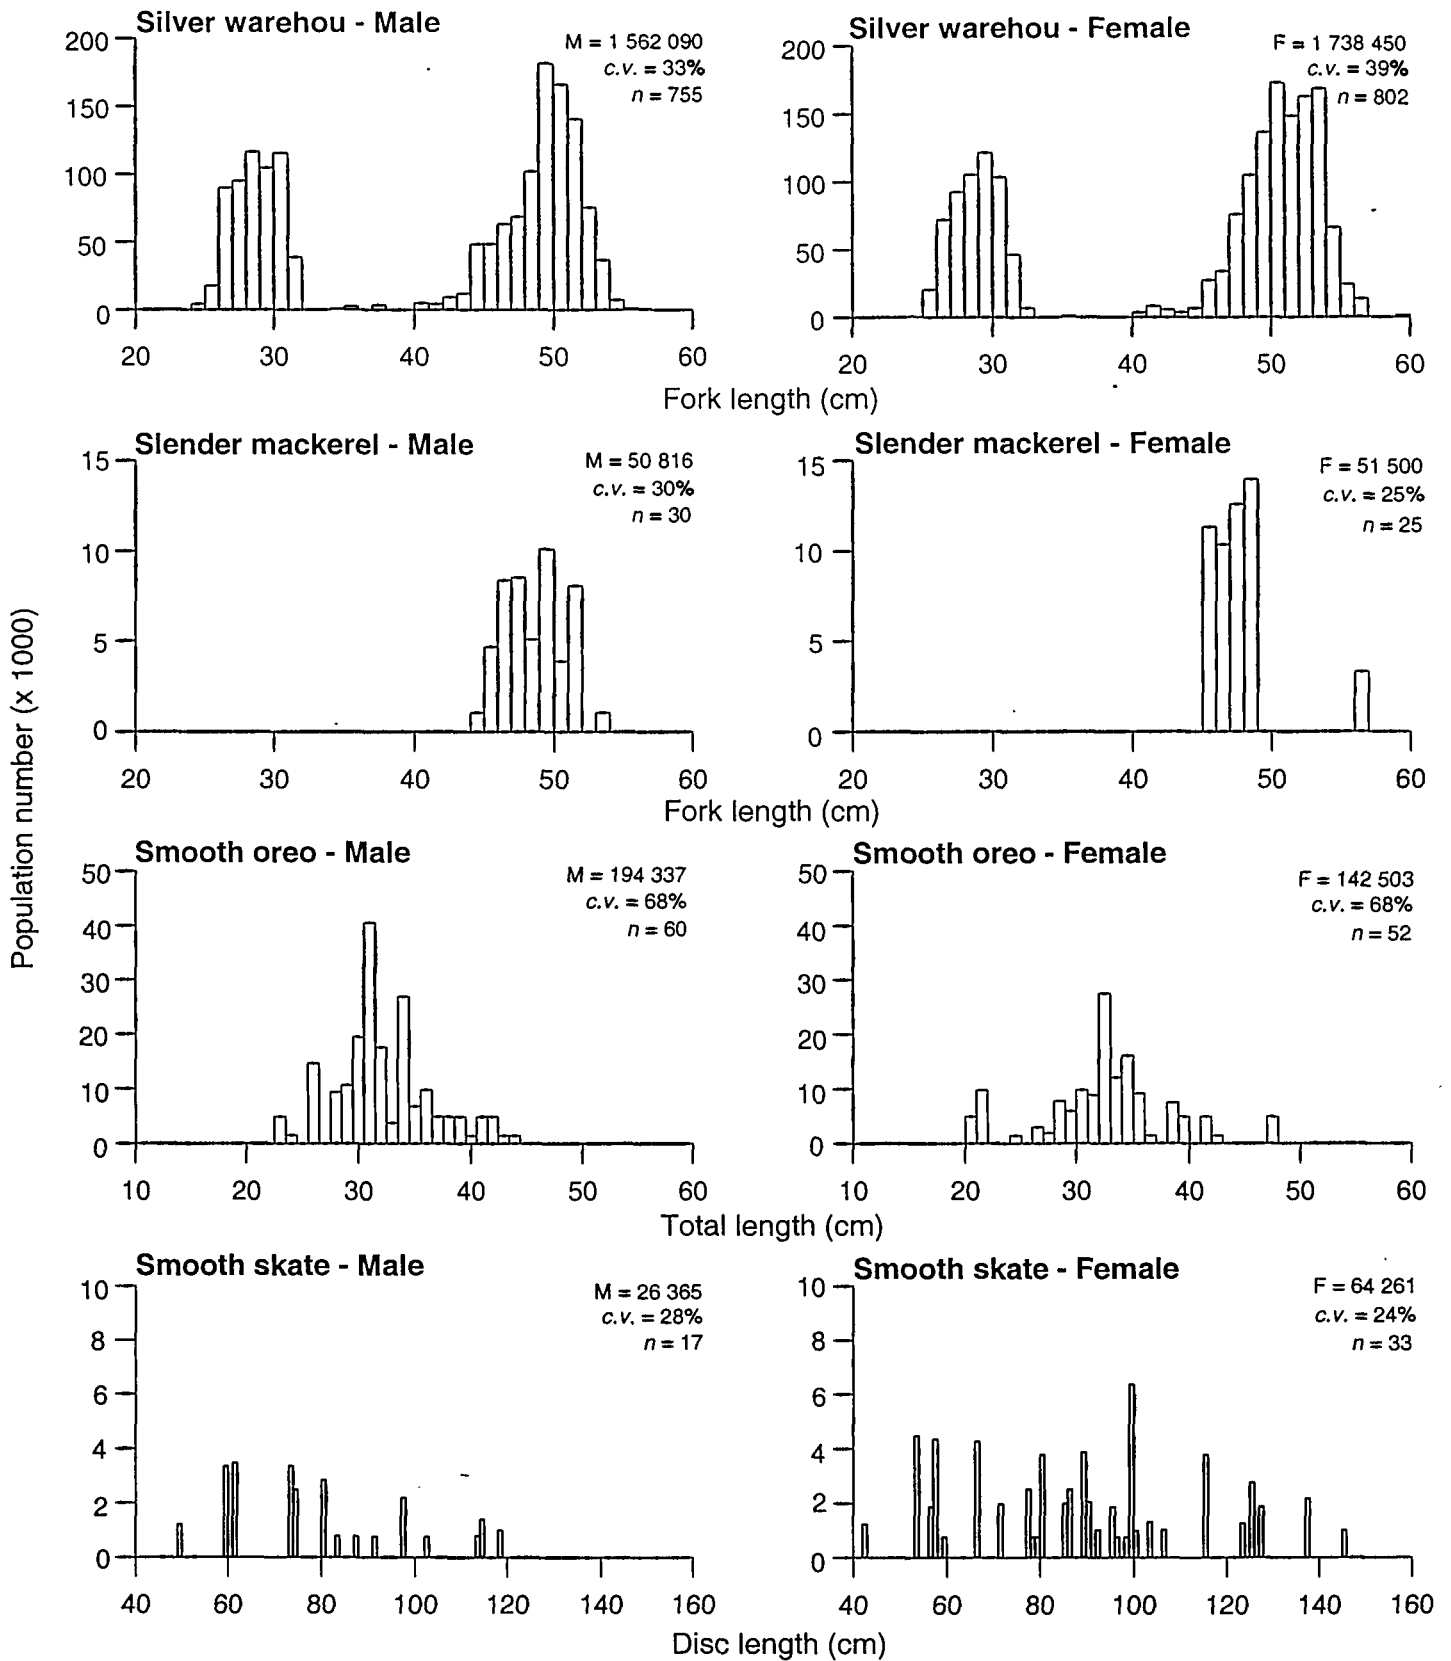 Silver warehou - Male
M = 1 562 090
c.v. = 33%
n = 755
200
150
100
50
0
20 30 40 50 60
Silver warehou - Female
F = 1 738 450
c.v. = 39%
n = 802
200
150
100
50
0
20 30 40 50 60
Fork length (cm)
Slender mackerel - Male
M = 50 816
c.v. = 30%
n = 30
15
10
5
0
20 30 40 50 60
Slender mackerel - Female
F = 51 500
c.v. = 25%
n = 25
15
10
5
0
20 30 40 50 60
Fork length (cm)
Population number (x 1000)
Smooth oreo - Male
M = 194 337
c.v. = 68%
n = 60
50
40
30
20
10
0
10 20 30 40 50 60
Smooth oreo - Female
F = 142 503
c.v. = 68%
n = 52
50
40
30
20
10
0
10 20 30 40 50 60
Total length (cm)
Smooth skate - Male
M = 26 365
c.v. = 28%
n = 17
10
8
6
4
2
0
40 60 80 100 120 140 160
Smooth skate - Female
F = 64 261
c.v. = 24%
n = 33
10
8
6
4
2
0
40 60 80 100 120 140 160
Disc length (cm)